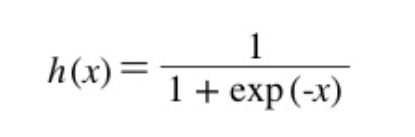 h(x) = 1 / (1 + exp(-x))